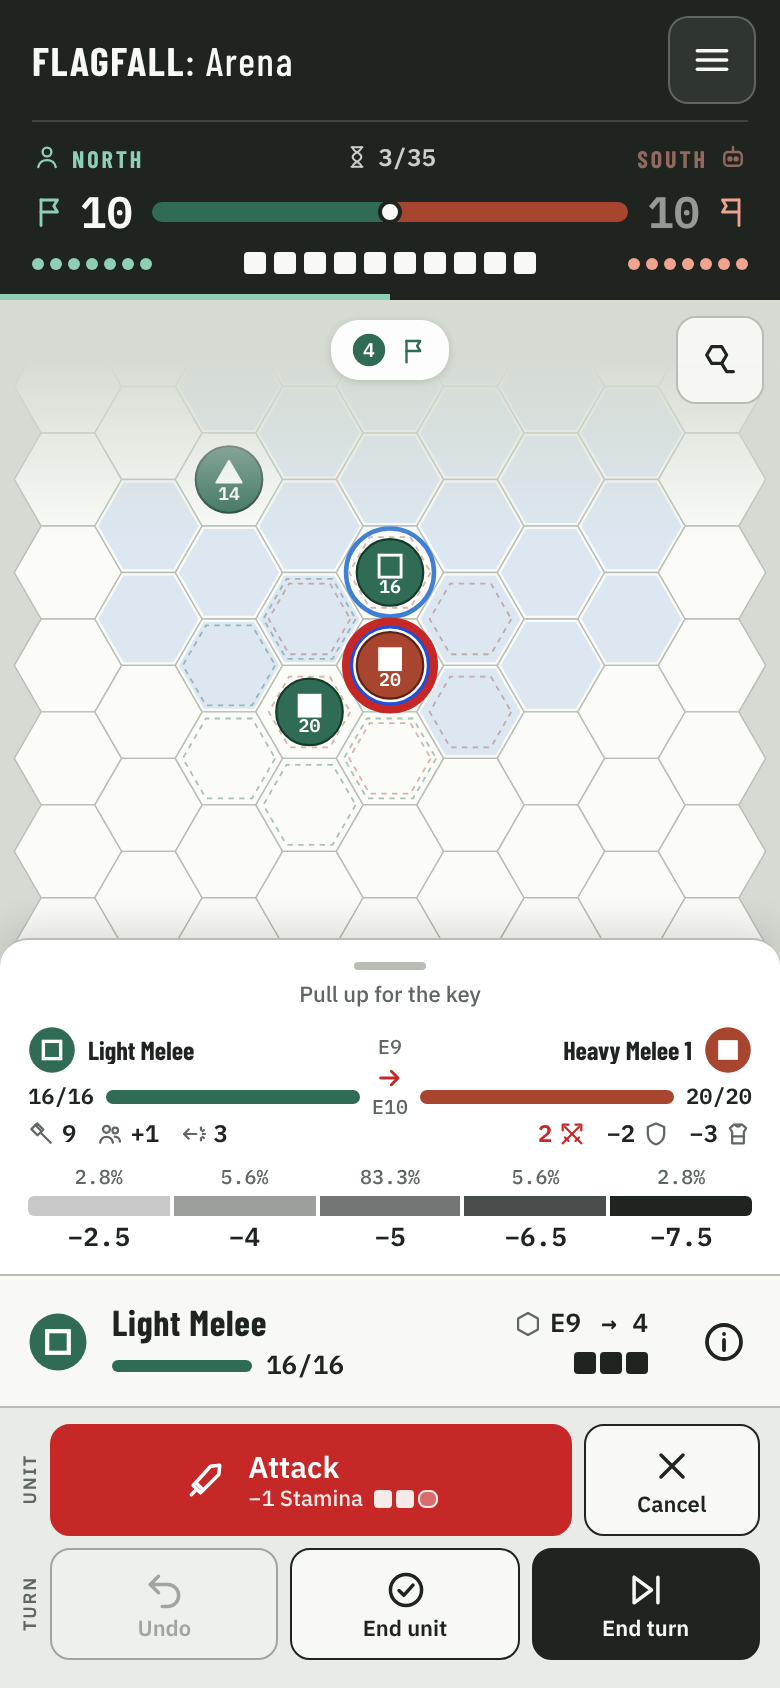 FLAGFALL: Arena
NORTH 3/35 SOUTH
10 10
4
14
16
20
20
Pull up for the key
Light Melee E9 Heavy Melee 1
16/16 → 20/20
E10
9 +1 3 2 −2 −3
2.8% 5.6% 83.3% 5.6% 2.8%
−2.5 −4 −5 −6.5 −7.5
Light Melee E9 → 4
16/16
UNIT
Attack
−1 Stamina
Cancel
TURN
Undo End unit End turn